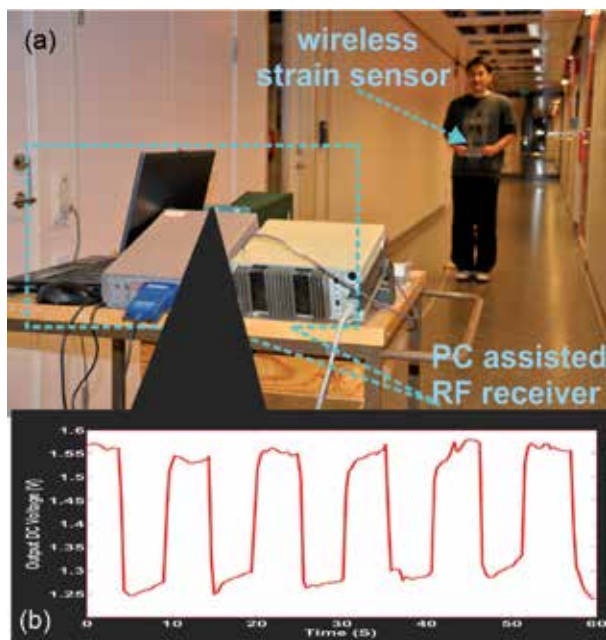 (a)
wireless
strain sensor
PC assisted
RF receiver
1.6
1.55
1.5
1.45
1.4
1.35
1.3
1.25
Output DC Voltage (V)
0
10
20
30
40
50
60
Time (S)
(b)